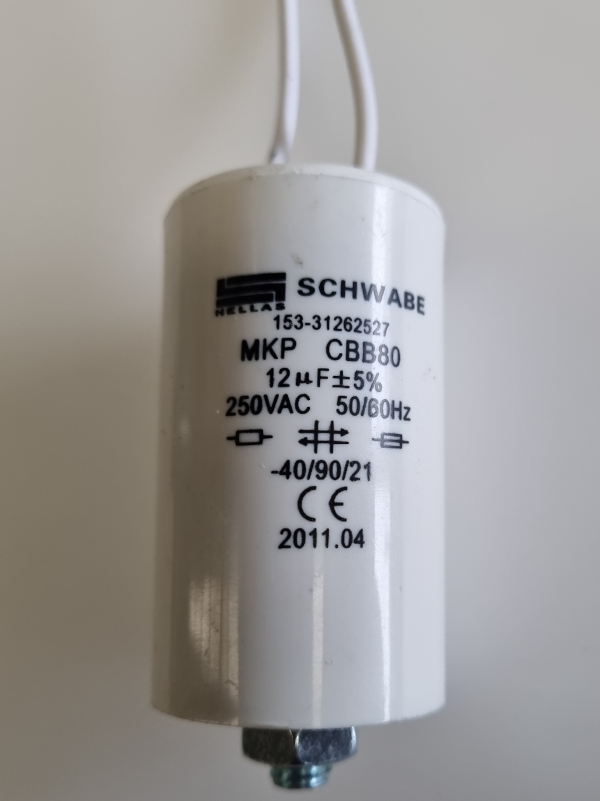 SCHWABE
HELLAS
153-31262527
MKP CBB80
12µF±5%
250VAC 50/60Hz
-40/90/21
CE
2011.04